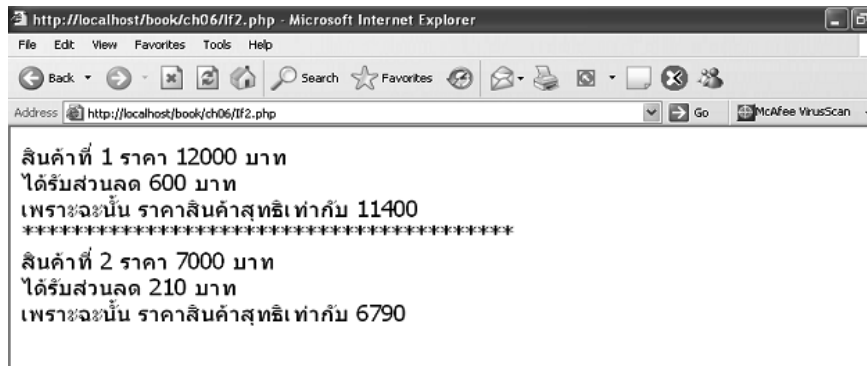 http://localhost/book/ch06/If2.php - Microsoft Internet Explorer
File Edit View Favorites Tools Help
Back Search Favorites
Address http://localhost/book/ch06/If2.php Go McAfee VirusScan
สินค้าที่ 1 ราคา 12000 บาท
ได้รับส่วนลด 600 บาท
เพราะฉะนั้น ราคาสินค้าสุทธิเท่ากับ 11400
****************************************
สินค้าที่ 2 ราคา 7000 บาท
ได้รับส่วนลด 210 บาท
เพราะฉะนั้น ราคาสินค้าสุทธิเท่ากับ 6790